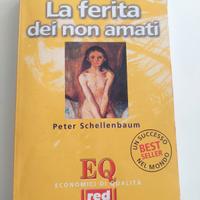 La ferita
dei non amati
Peter Schellenbaum
UN SUCCESSO
BEST
SELLER
NEL MONDO
EQ
ECONOMICI DI QUALITÀ
red